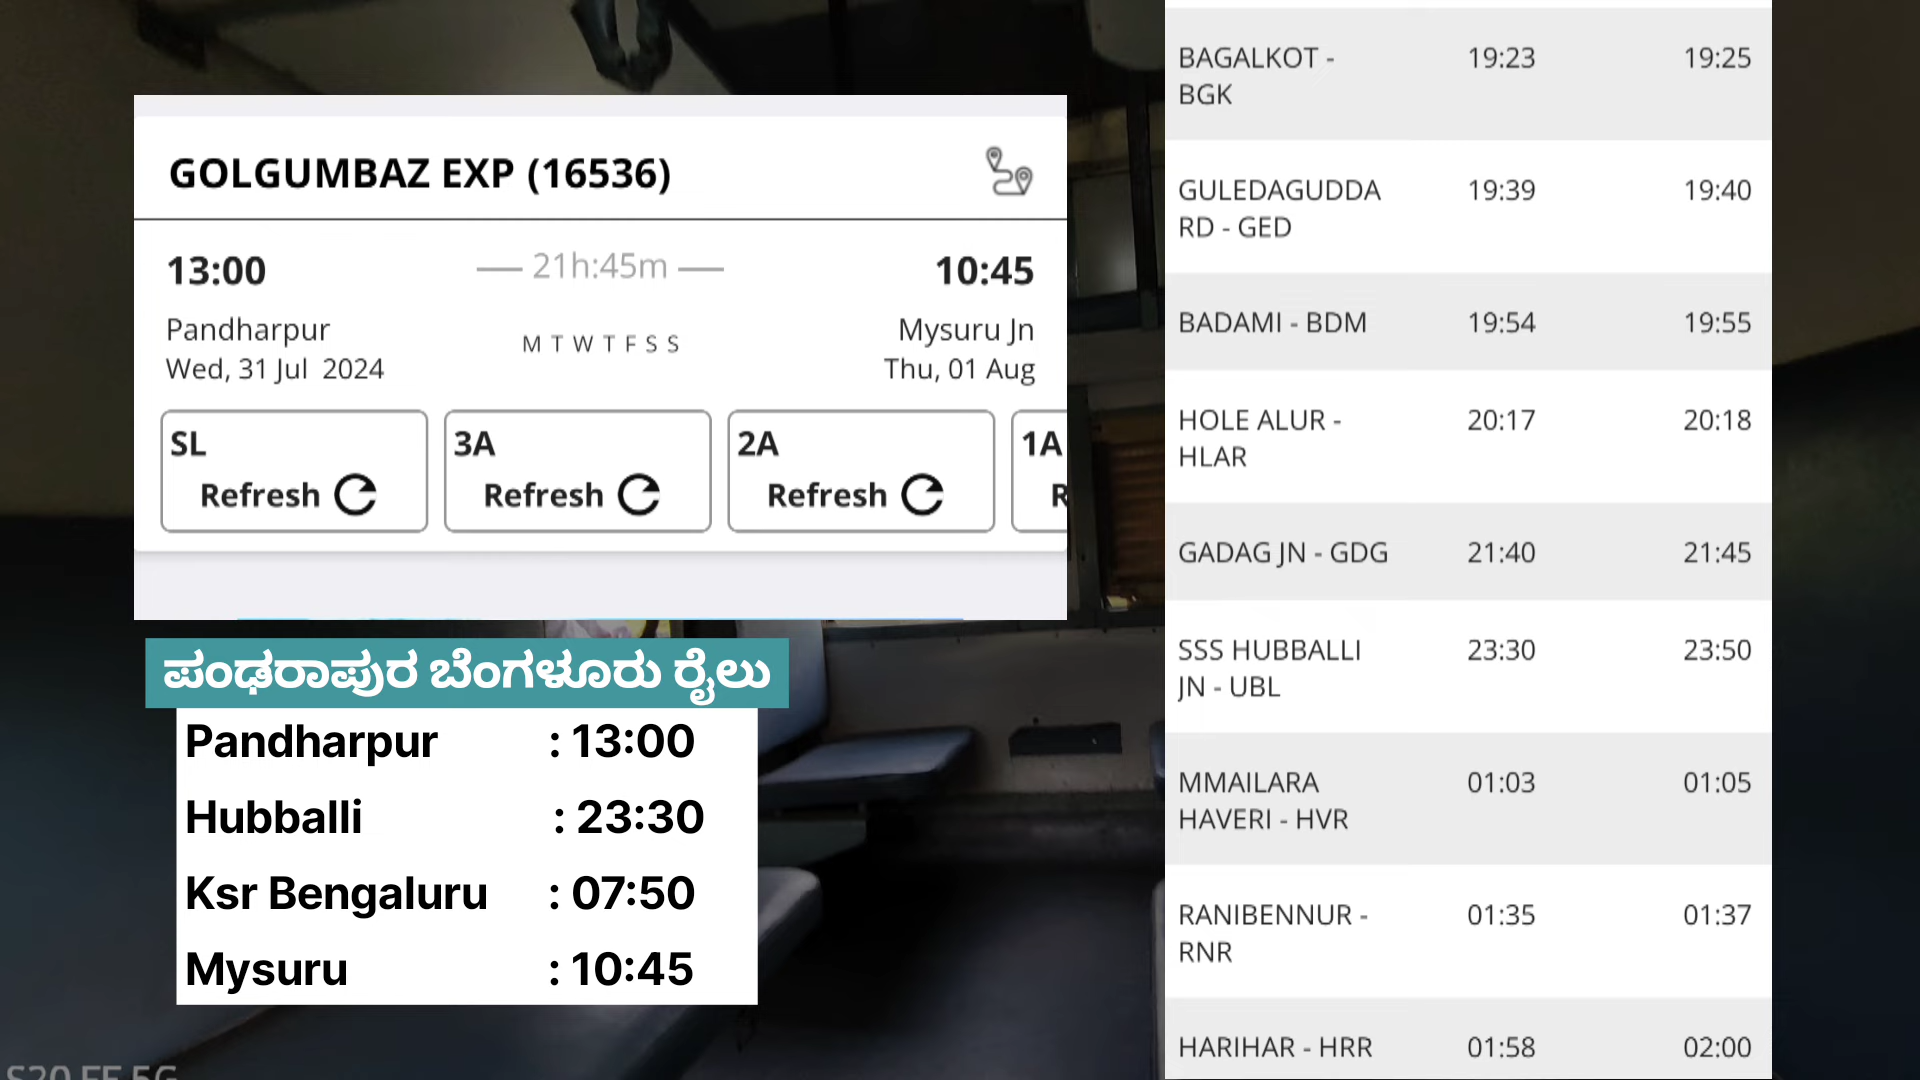 GOLGUMBAZ EXP (16536)
13:00 — 21h:45m — 10:45
Pandharpur M T W T F S S Mysuru Jn
Wed, 31 Jul 2024 Thu, 01 Aug
SL 3A 2A 1A
Refresh Refresh Refresh R
ಪಂಢರಾಪುರ ಬೆಂಗಳೂರು ರೈಲು
Pandharpur : 13:00
Hubballi : 23:30
Ksr Bengaluru : 07:50
Mysuru : 10:45
BAGALKOT - 19:23 19:25
BGK
GULEDAGUDDA 19:39 19:40
RD - GED
BADAMI - BDM 19:54 19:55
HOLE ALUR - 20:17 20:18
HLAR
GADAG JN - GDG 21:40 21:45
SSS HUBBALLI 23:30 23:50
JN - UBL
MMAILARA 01:03 01:05
HAVERI - HVR
RANIBENNUR - 01:35 01:37
RNR
HARIHAR - HRR 01:58 02:00
S20 FE 5G